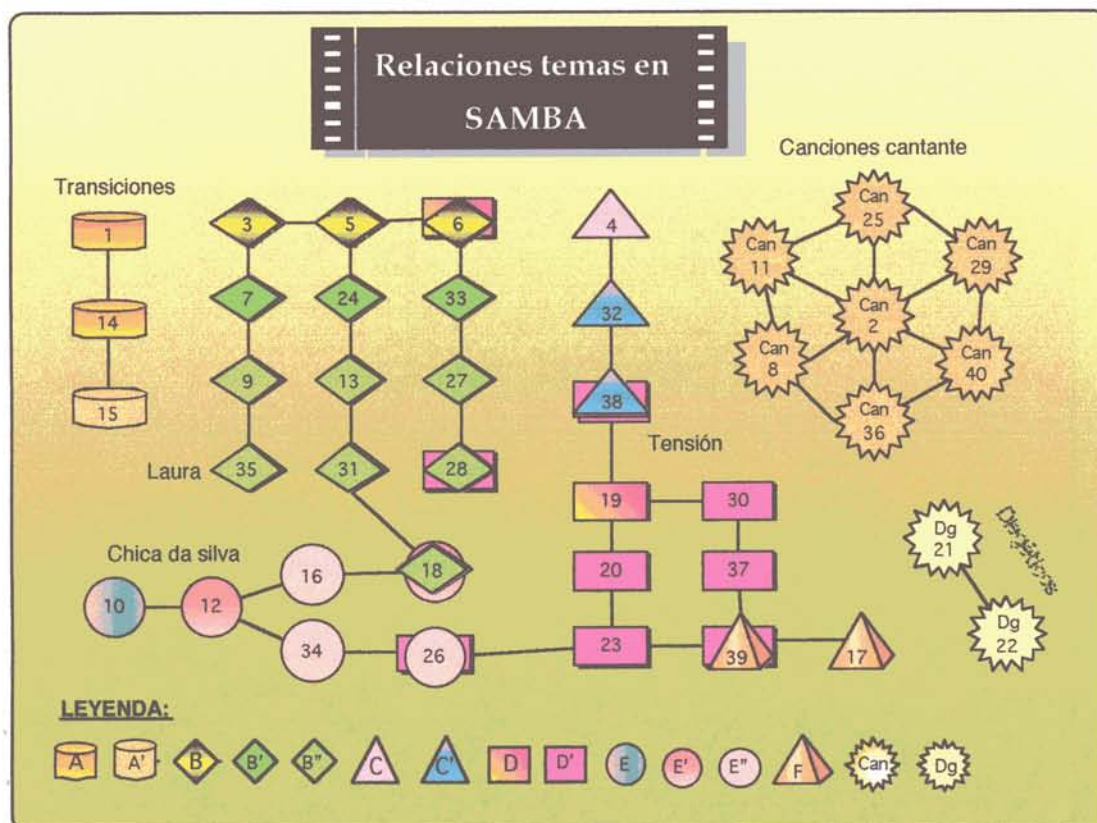 Relaciones temas en
SAMBA
Transiciones
1
14
15
3
5
6
7
24
33
9
13
27
Laura
35
31
28
4
32
38
Tensión
19
30
20
37
23
39
17
Canciones cantante
Can
25
Can
11
Can
29
Can
2
Can
8
Can
40
Can
36
Chica da silva
10
12
16
18
34
26
Dg
21
Dg
22
LEYENDA:
A
A'
B
B'
B"
C
C'
D
D'
E
E'
E"
F
Can
Dg